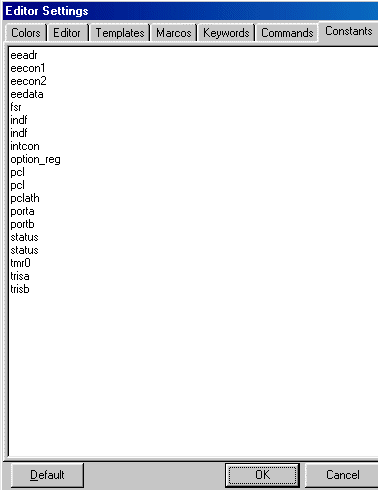 Editor Settings
Colors Editor Templates Marcos Keywords Commands Constants
eeadr
eecon1
eecon2
eedata
fsr
indf
indf
intcon
option_reg
pcl
pcl
pclath
porta
portb
status
status
tmr0
trisa
trisb
Default OK Cancel